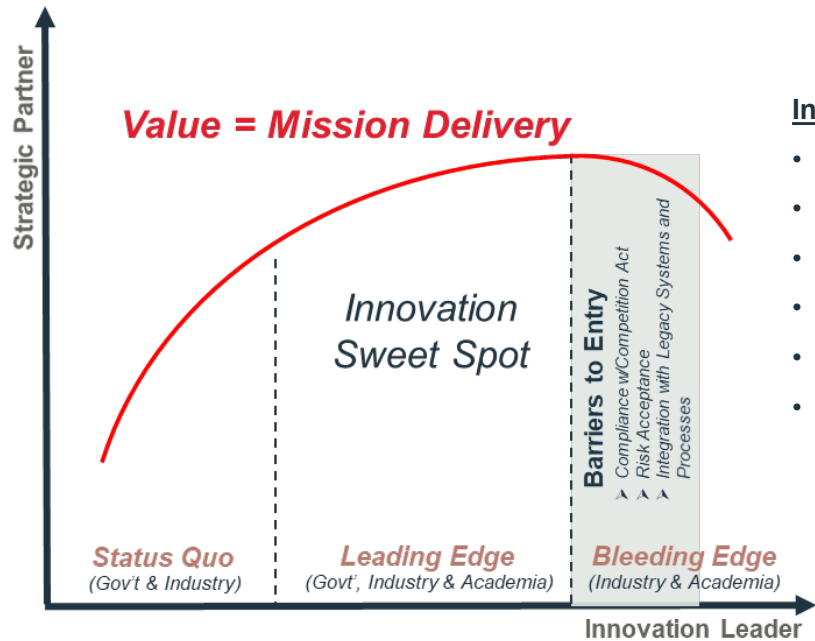 Strategic Partner
Value = Mission Delivery
In
•
•
•
•
•
•
Innovation
Sweet Spot
Barriers to Entry
➤ Compliance w/Competition Act
➤ Risk Acceptance
➤ Integration with Legacy Systems and
Processes
Status Quo
(Gov't & Industry)
Leading Edge
(Govt', Industry & Academia)
Bleeding Edge
(Industry & Academia)
Innovation Leader